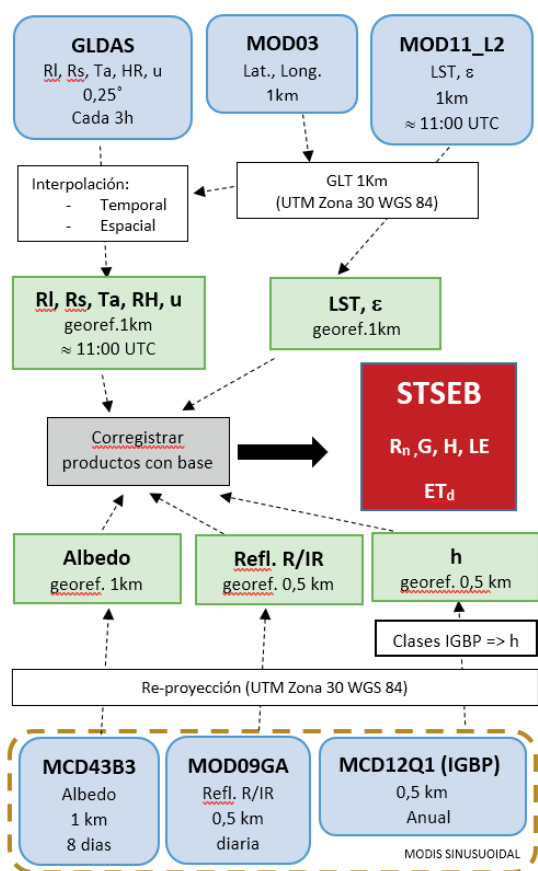 GLDAS
Rl, Rs, Ta, HR, u
0,25°
Cada 3h
MOD03
Lat., Long.
1km
MOD11_L2
LST, ε
1km
≈ 11:00 UTC
Interpolación:
- Temporal
- Espacial
GLT 1Km
(UTM Zona 30 WGS 84)
Rl, Rs, Ta, RH, u
georef.1km
≈ 11:00 UTC
LST, ε
georef.1km
Corregistrar
productos con base
STSEB
Rn ,G, H, LE
ETd
Albedo
georef. 1km
Refl. R/IR
georef. 0,5 km
h
georef. 0,5 km
Clases IGBP => h
Re-proyección (UTM Zona 30 WGS 84)
MCD43B3
Albedo
1 km
8 dias
MOD09GA
Refl. R/IR
0,5 km
diaria
MCD12Q1 (IGBP)
0,5 km
Anual
MODIS SINUSUOIDAL